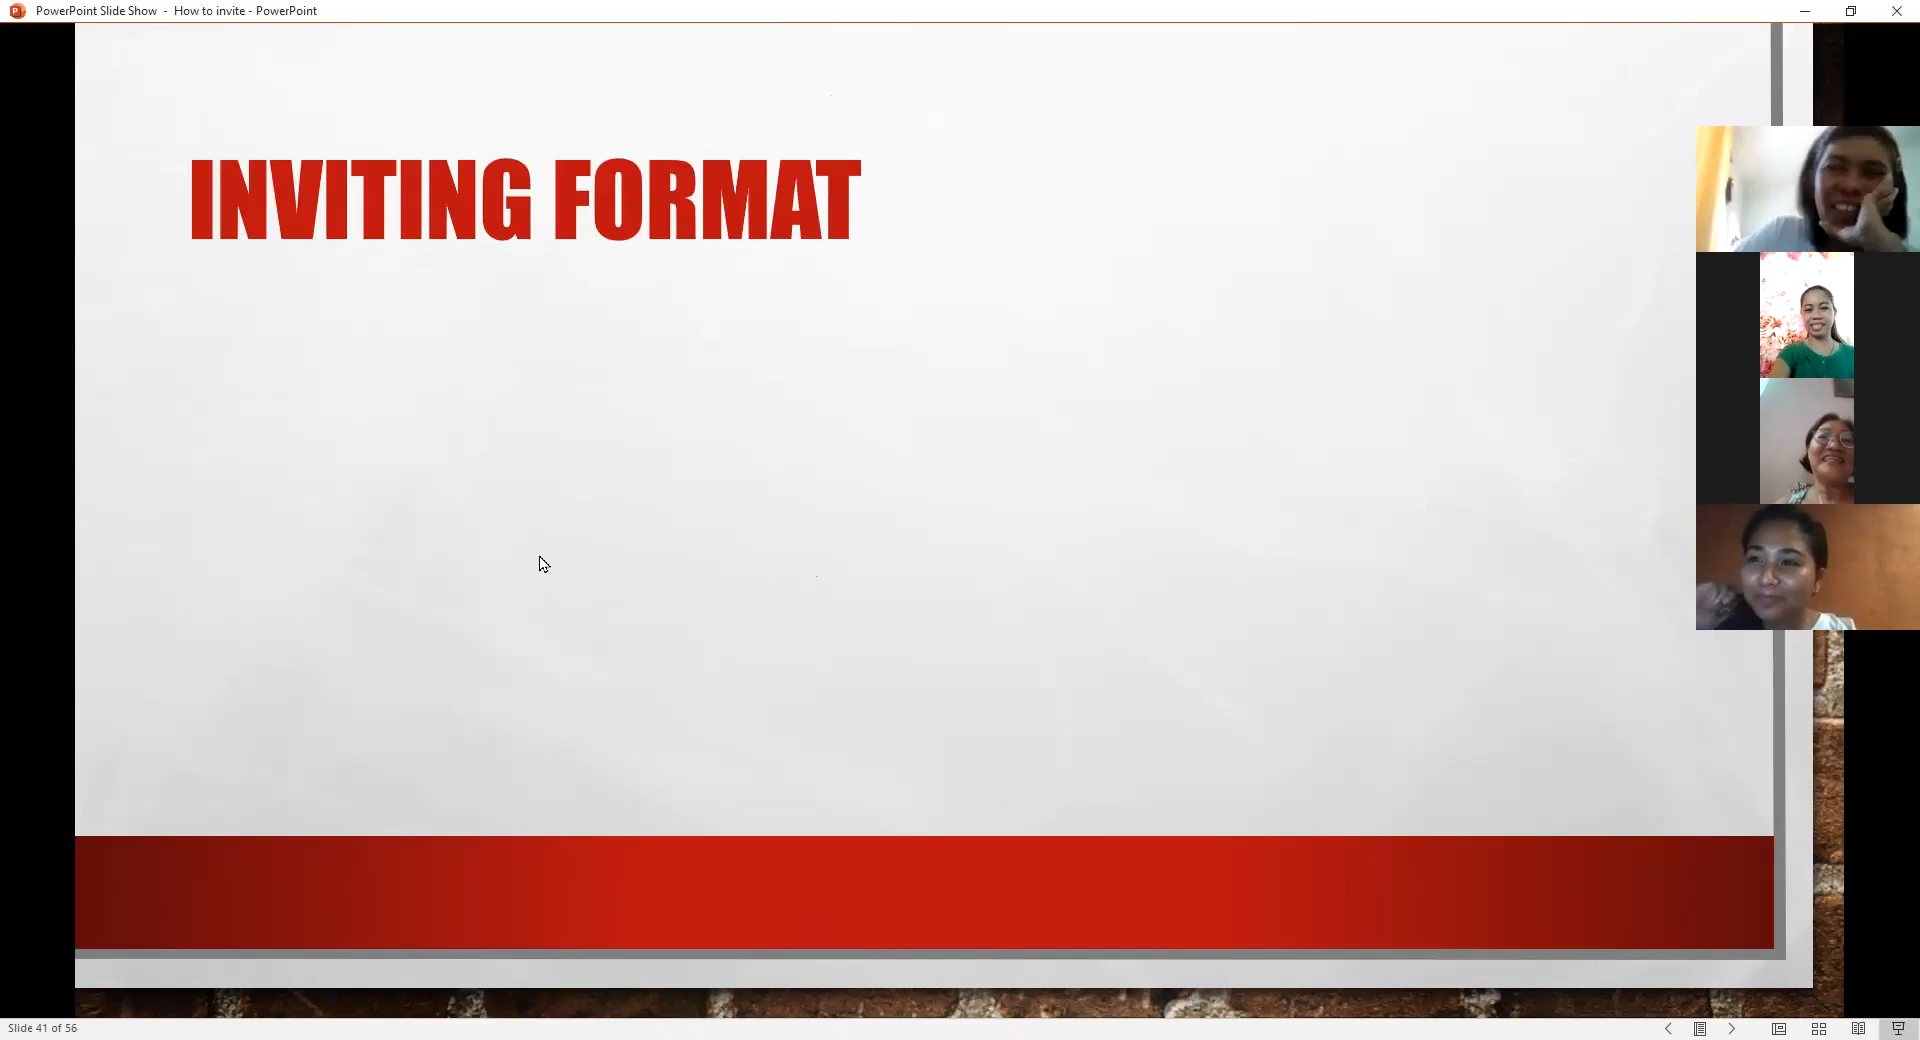 PowerPoint Slide Show - How to invite - PowerPoint
INVITING FORMAT
Slide 41 of 56